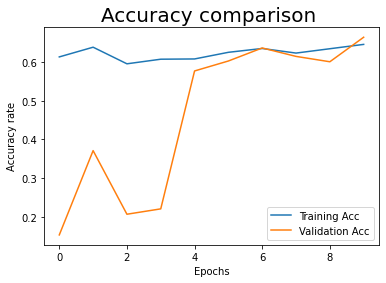 Accuracy comparison
0.6
0.5
0.4
0.3
0.2
Accuracy rate
0 2 4 6 8
Epochs
Training Acc
Validation Acc